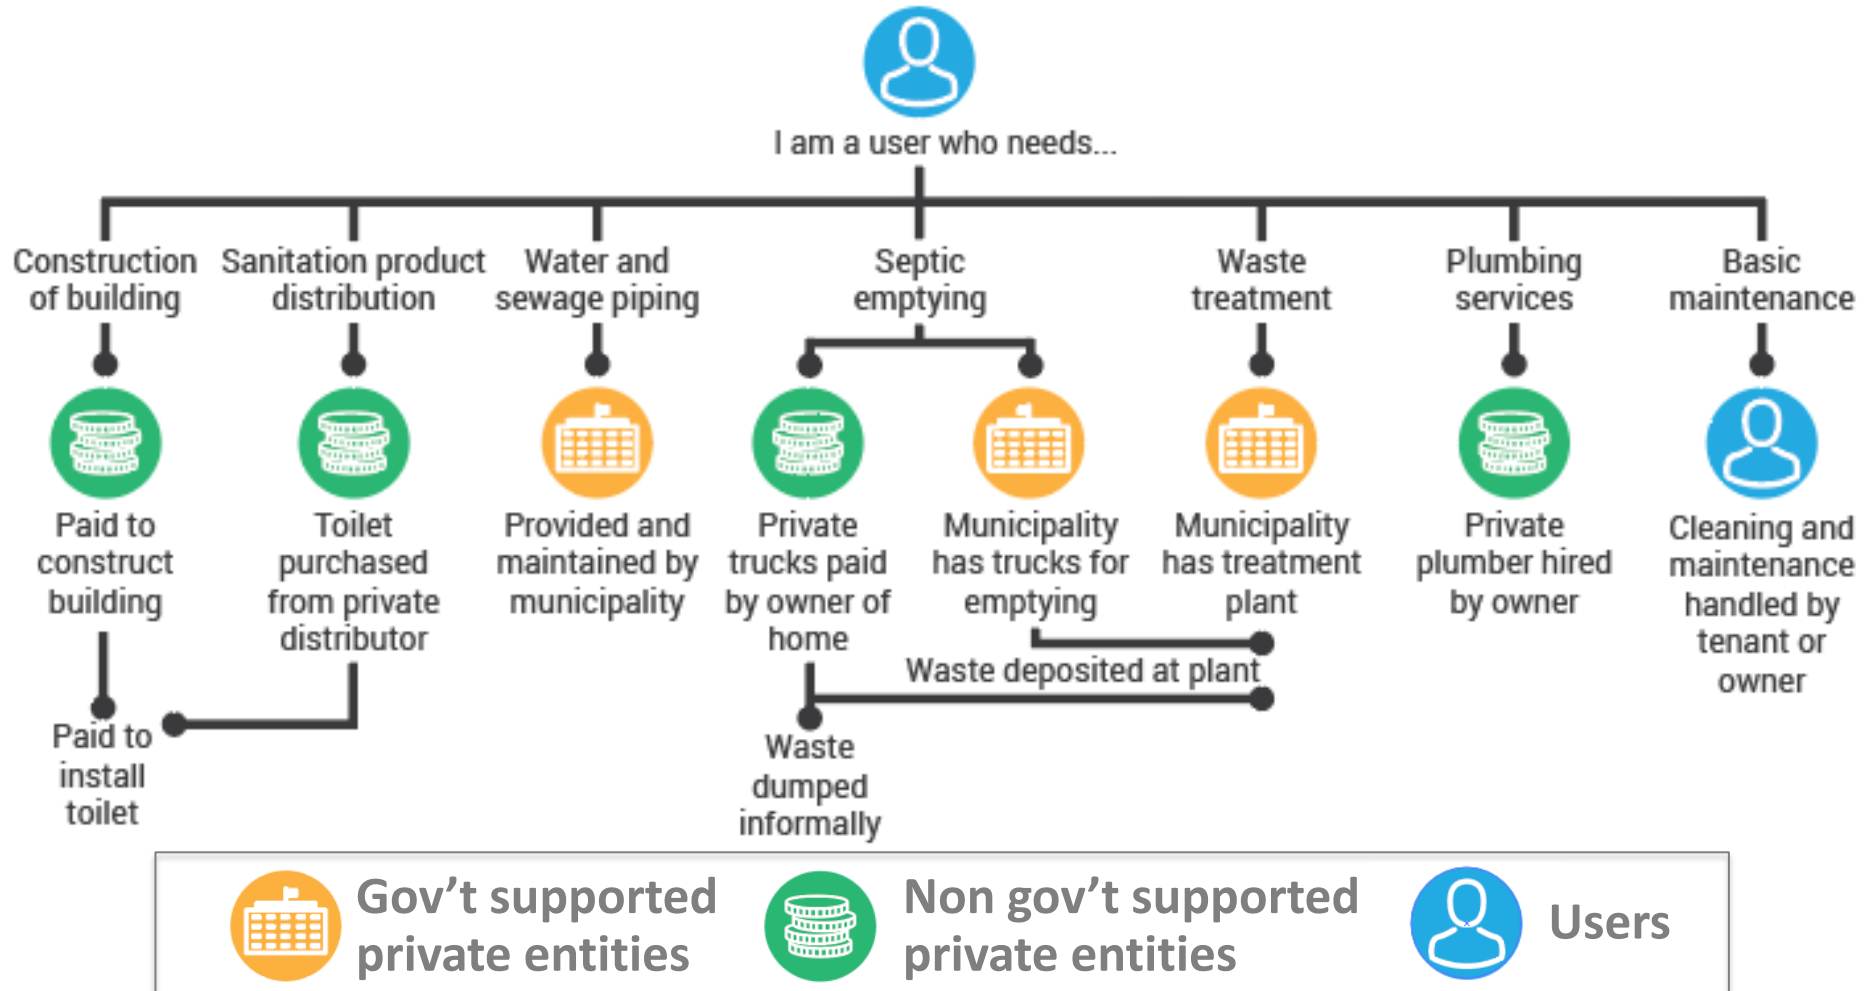 I am a user who needs...
Construction
of building
Sanitation product
distribution
Water and
sewage piping
Septic
emptying
Waste
treatment
Plumbing
services
Basic
maintenance
Paid to
construct
building
Toilet
purchased
from private
distributor
Provided and
maintained by
municipality
Private
trucks paid
by owner of
home
Municipality
has trucks for
emptying
Municipality
has treatment
plant
Private
plumber hired
by owner
Cleaning and
maintenance
handled by
tenant or
owner
Waste deposited at plant
Paid to
install
toilet
Waste
dumped
informally
Gov't supported
private entities
Non gov't supported
private entities
Users